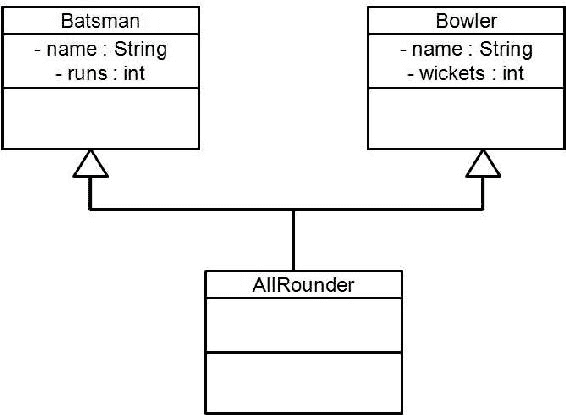 Batsman
- name : String
- runs : int
Bowler
- name : String
- wickets : int
AllRounder